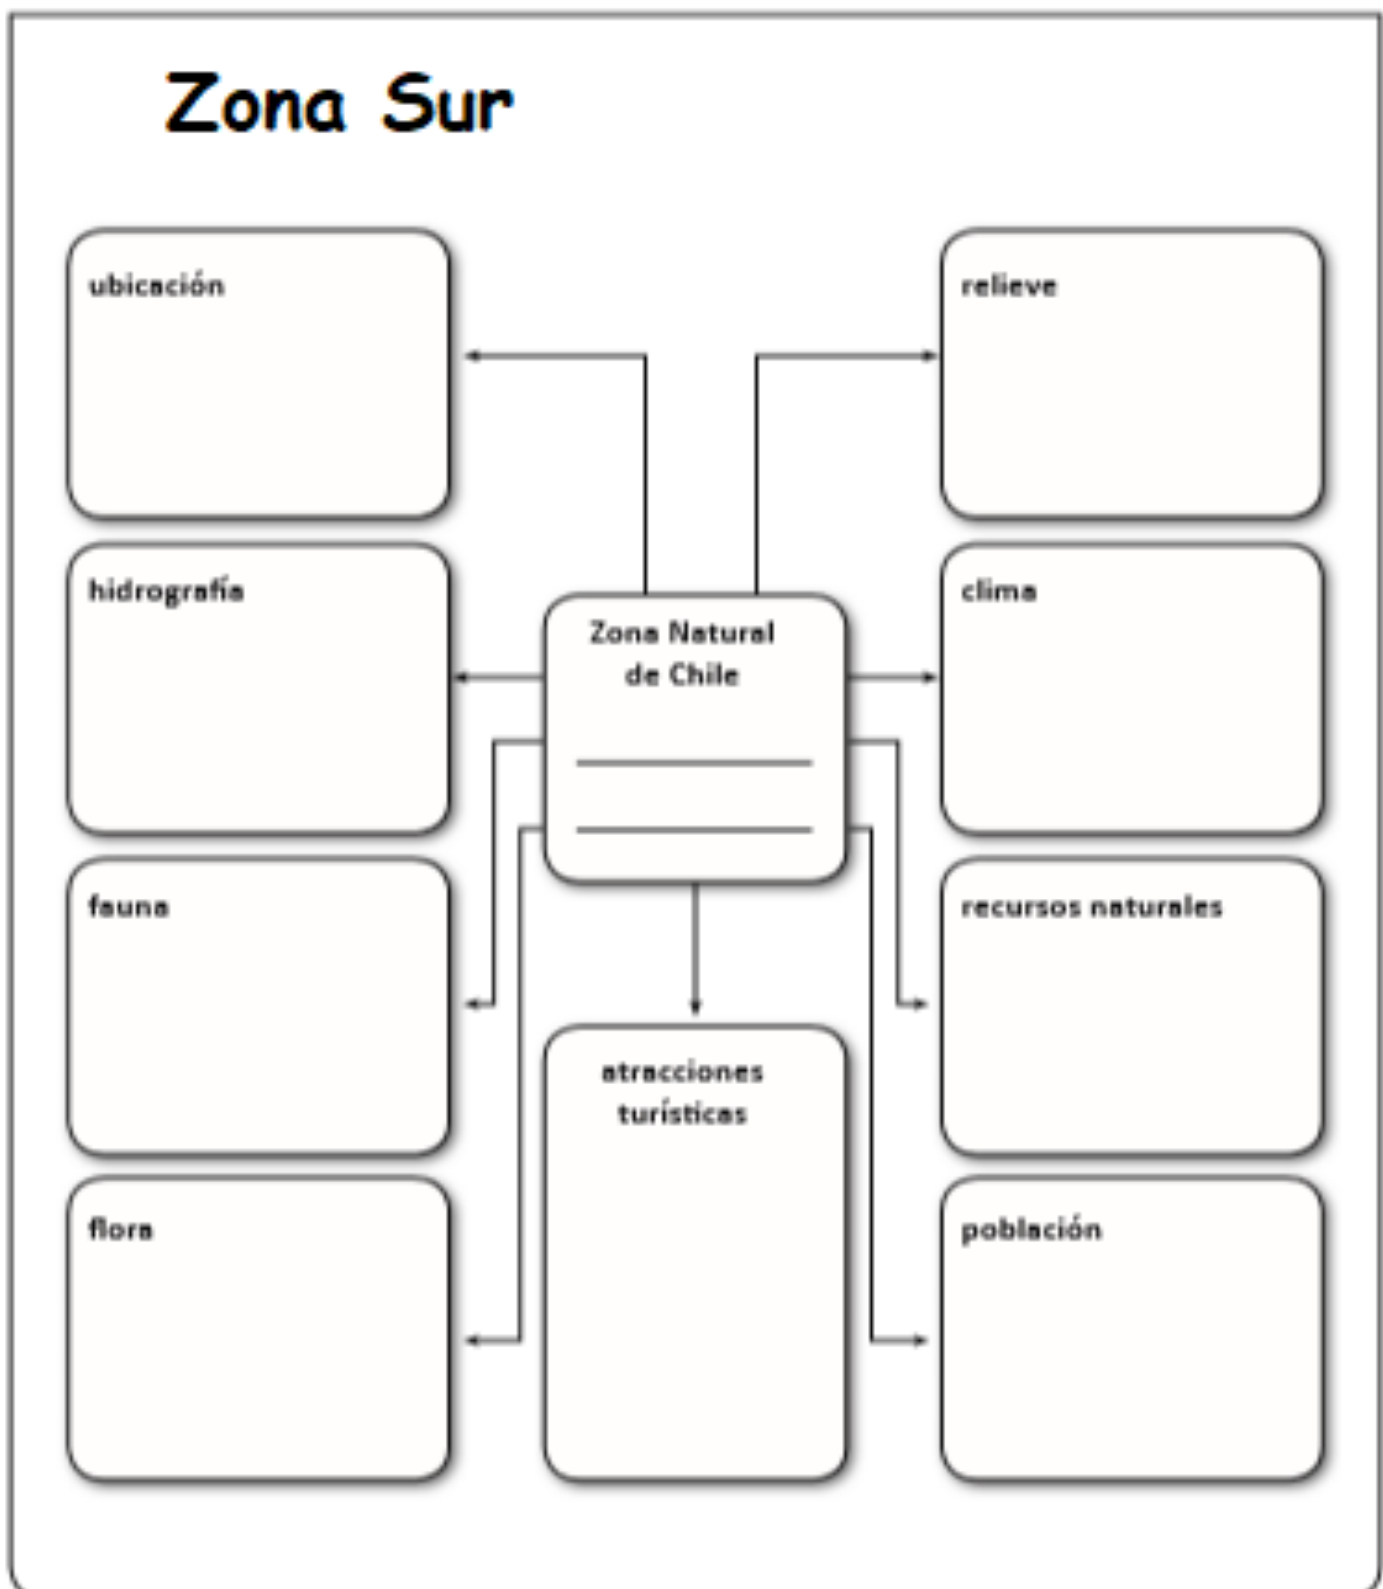 Zona Sur
ubicación
relieve
hidrografía
clima
Zona Natural
de Chile
fauna
recursos naturales
atracciones
turísticas
flora
población